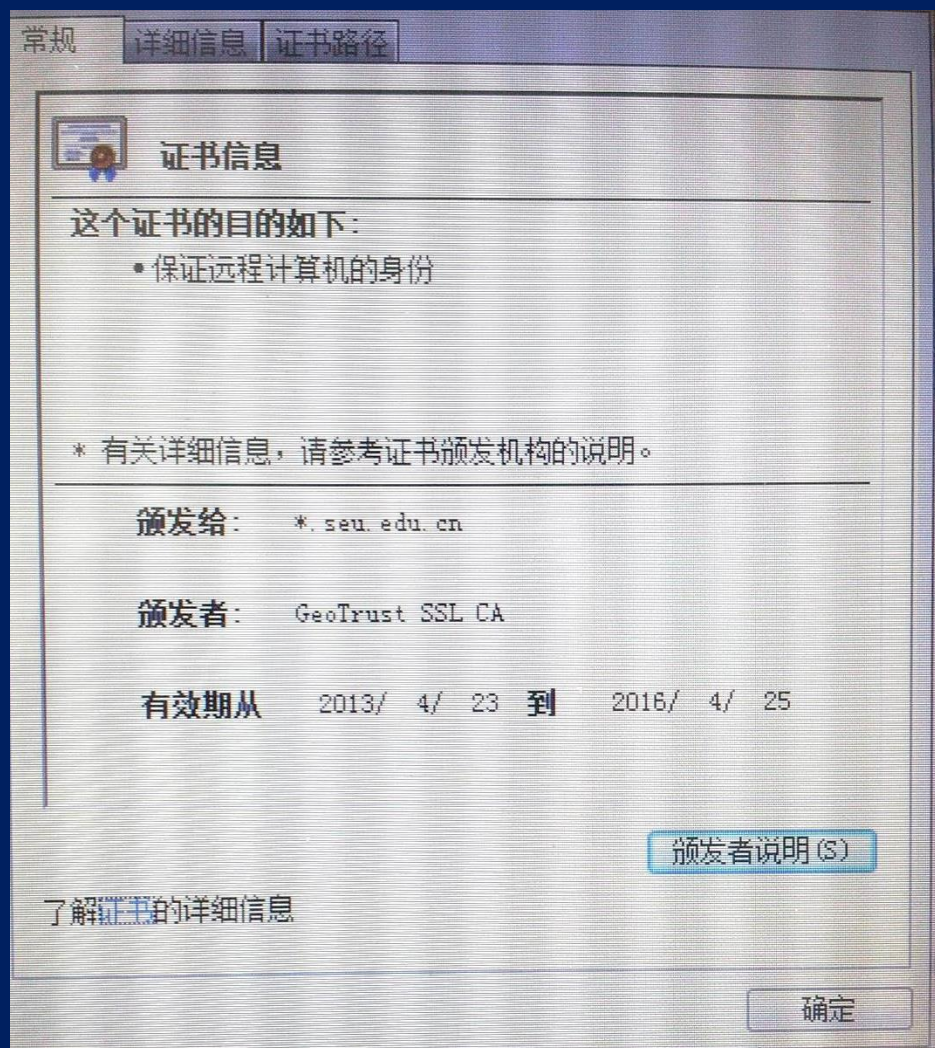 常规 详细信息 证书路径
证书信息
这个证书的目的如下:
•保证远程计算机的身份
* 有关详细信息，请参考证书颁发机构的说明。
颁发给: *.seu.edu.cn
颁发者: GeoTrust SSL CA
有效期从 2013/ 4/ 23 到 2016/ 4/ 25
颁发者说明(S)
了解证书的详细信息
确定